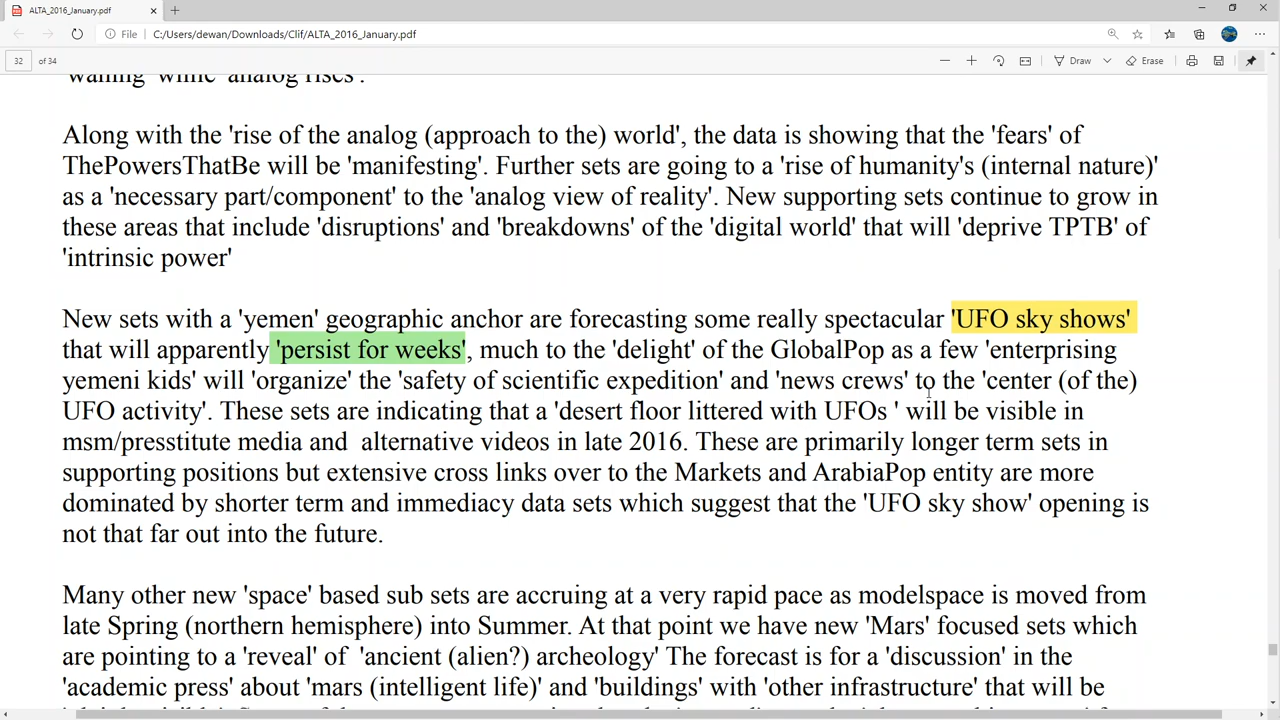 ALTA_2016_January.pdf
File C:/Users/dewan/Downloads/Clif/ALTA_2016_January.pdf
32 of 34 Draw Erase
'wailing' while 'analog rises'.
Along with the 'rise of the analog (approach to the) world', the data is showing that the 'fears' of
ThePowersThatBe will be 'manifesting'. Further sets are going to a 'rise of humanity's (internal nature)'
as a 'necessary part/component' to the 'analog view of reality'. New supporting sets continue to grow in
these areas that include 'disruptions' and 'breakdowns' of the 'digital world' that will 'deprive TPTB' of
'intrinsic power'
New sets with a 'yemen' geographic anchor are forecasting some really spectacular 'UFO sky shows'
that will apparently 'persist for weeks', much to the 'delight' of the GlobalPop as a few 'enterprising
yemeni kids' will 'organize' the 'safety of scientific expedition' and 'news crews' to the 'center (of the)
UFO activity'. These sets are indicating that a 'desert floor littered with UFOs ' will be visible in
msm/presstitute media and alternative videos in late 2016. These are primarily longer term sets in
supporting positions but extensive cross links over to the Markets and ArabiaPop entity are more
dominated by shorter term and immediacy data sets which suggest that the 'UFO sky show' opening is
not that far out into the future.
Many other new 'space' based sub sets are accruing at a very rapid pace as modelspace is moved from
late Spring (northern hemisphere) into Summer. At that point we have new 'Mars' focused sets which
are pointing to a 'reveal' of 'ancient (alien?) archeology' The forecast is for a 'discussion' in the
'academic press' about 'mars (intelligent life)' and 'buildings' with 'other infrastructure' that will be